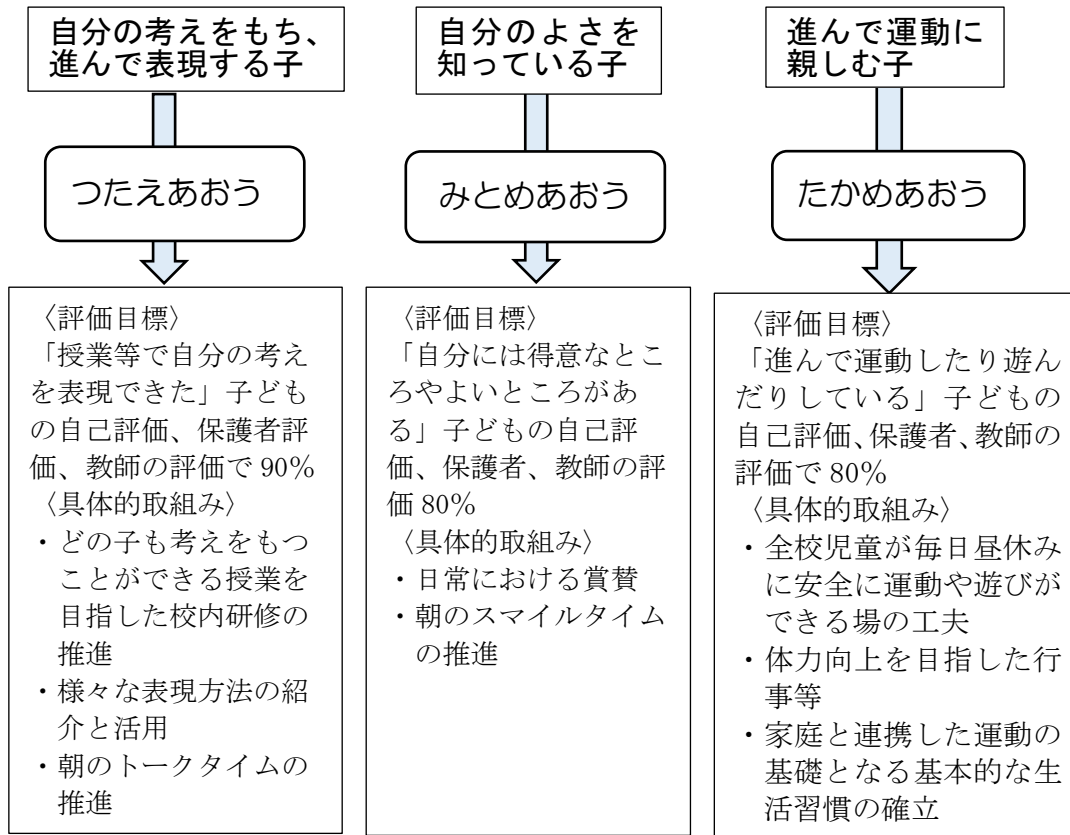 自分の考えをもち、
進んで表現する子
つたえあおう
〈評価目標〉
「授業等で自分の考え
を表現できた」子ども
の自己評価、保護者評
価、教師の評価で 90%
〈具体的取組み〉
・どの子も考えをもつ
ことができる授業を
目指した校内研修の
推進
・様々な表現方法の紹
介と活用
・朝のトークタイムの
推進
自分のよさを
知っている子
みとめあおう
〈評価目標〉
「自分には得意なとこ
ろやよいところがあ
る」子どもの自己評
価、保護者、教師の評
価 80%
〈具体的取組み〉
・日常における賞賛
・朝のスマイルタイム
の推進
進んで運動に
親しむ子
たかめあおう
〈評価目標〉
「進んで運動したり遊ん
だりしている」子どもの
自己評価、保護者、教師の
評価で 80%
〈具体的取組み〉
・全校児童が毎日昼休み
に安全に運動や遊びが
できる場の工夫
・体力向上を目指した行
事等
・家庭と連携した運動の
基礎となる基本的な生
活習慣の確立